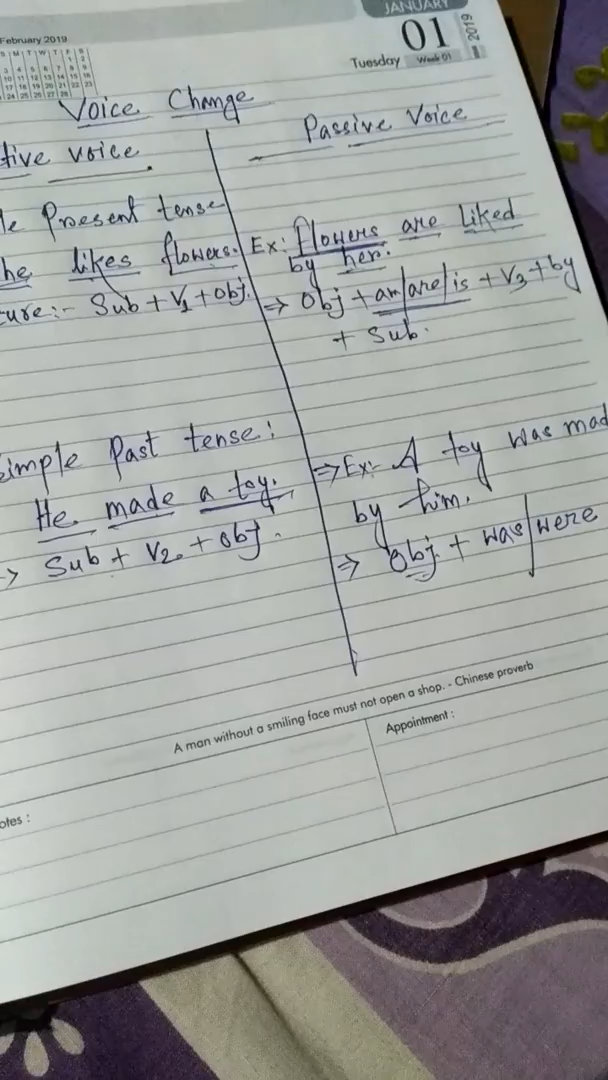 February 2019
JANUARY
01
2019
Tuesday Week 01
Voice Change
tive voice.
Passive Voice
le Present tense
he likes flowers.
Ex: Flowers are liked
by her.
ture:- Sub + V1 + Obj.
⇒ Obj + am/are/is + V3 + by
+ Sub.
Simple Past tense:
He made a toy.
⇒ Ex:- A toy was mad
by him.
-> Sub + V2. + Obj.
⇒ Obj. + was/were
A man without a smiling face must not open a shop. - Chinese proverb
otes :
Appointment :